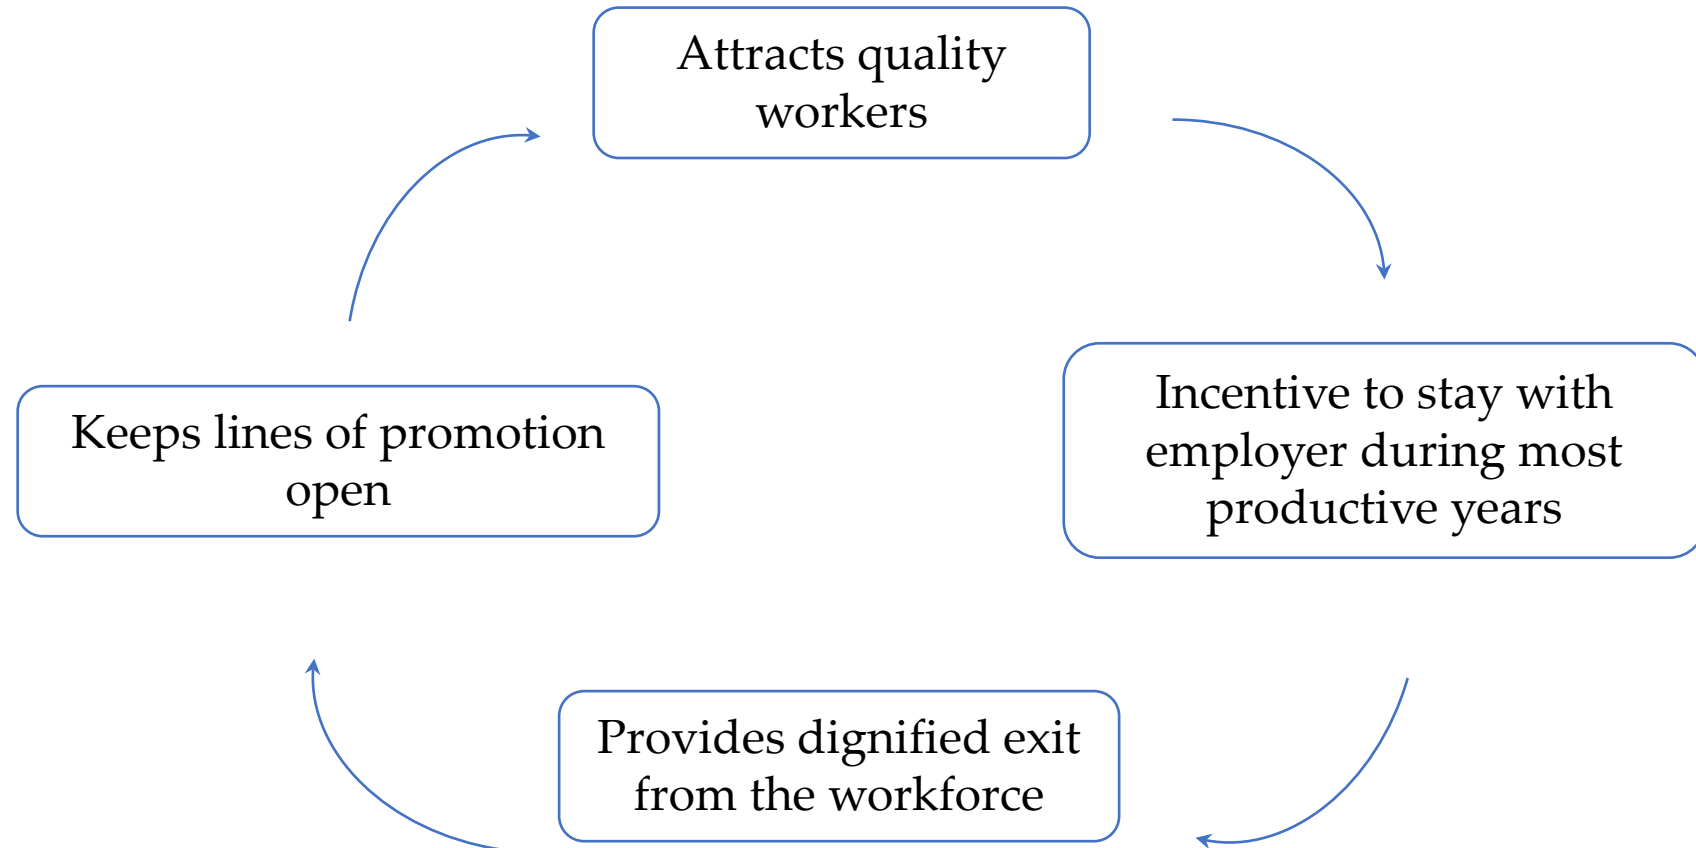 Attracts quality
workers
Incentive to stay with
employer during most
productive years
Provides dignified exit
from the workforce
Keeps lines of promotion
open